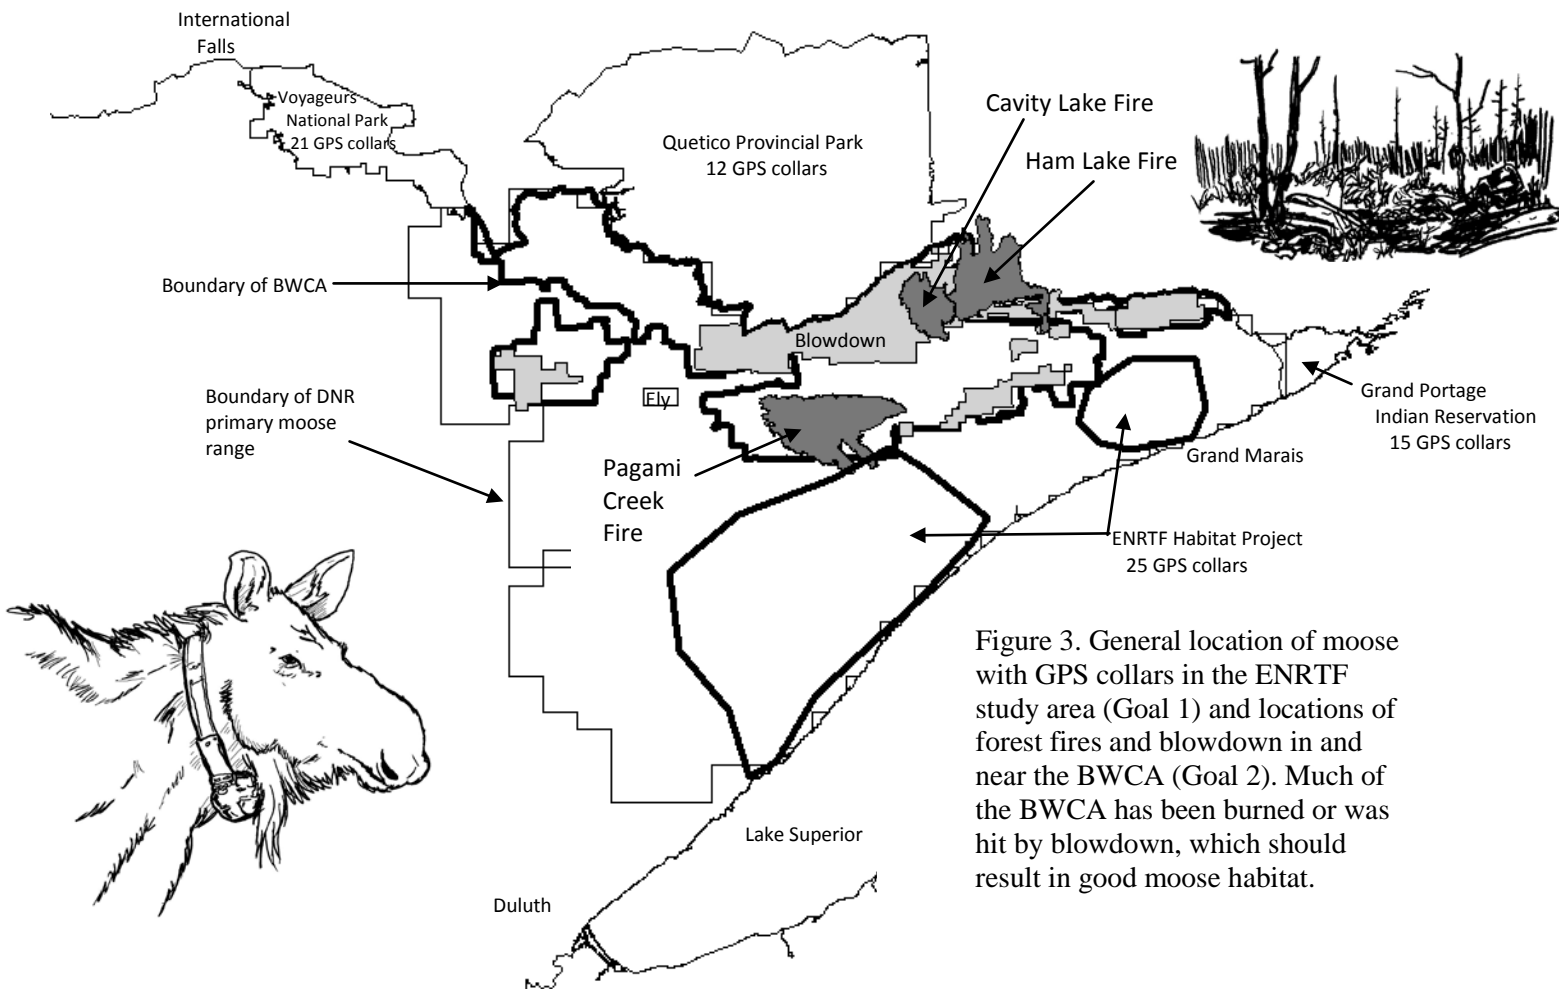 International
Falls
Voyageurs
National Park
21 GPS collars
Quetico Provincial Park
12 GPS collars
Cavity Lake Fire
Ham Lake Fire
Boundary of BWCA
Blowdown
Boundary of DNR
primary moose
range
Ely
Pagami
Creek
Fire
Grand Portage
Indian Reservation
15 GPS collars
Grand Marais
ENRTF Habitat Project
25 GPS collars
Lake Superior
Duluth
Figure 3. General location of moose
with GPS collars in the ENRTF
study area (Goal 1) and locations of
forest fires and blowdown in and
near the BWCA (Goal 2). Much of
the BWCA has been burned or was
hit by blowdown, which should
result in good moose habitat.